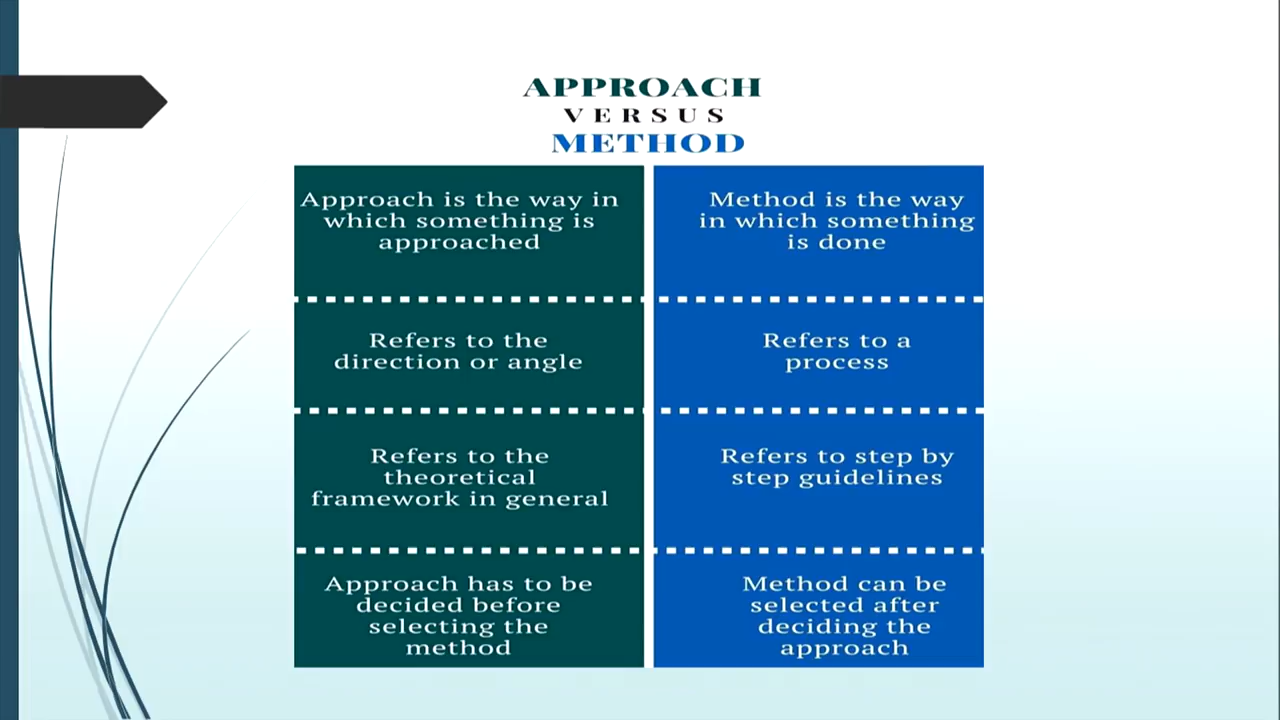 APPROACH
VERSUS
METHOD
Approach is the way in
which something is
approached
Method is the way
in which something
is done
Refers to the
direction or angle
Refers to a
process
Refers to the
theoretical
framework in general
Refers to step by
step guidelines
Approach has to be
decided before
selecting the
method
Method can be
selected after
deciding the
approach